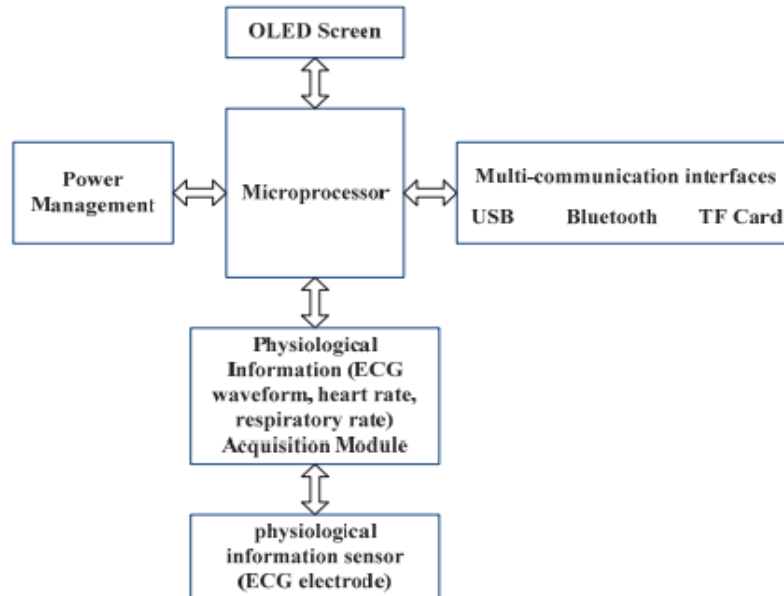 OLED Screen
Power
Management
Microprocessor
Multi-communication interfaces
USB Bluetooth TF Card
Physiological
Information (ECG
waveform, heart rate,
respiratory rate)
Acquisition Module
physiological
information sensor
(ECG electrode)